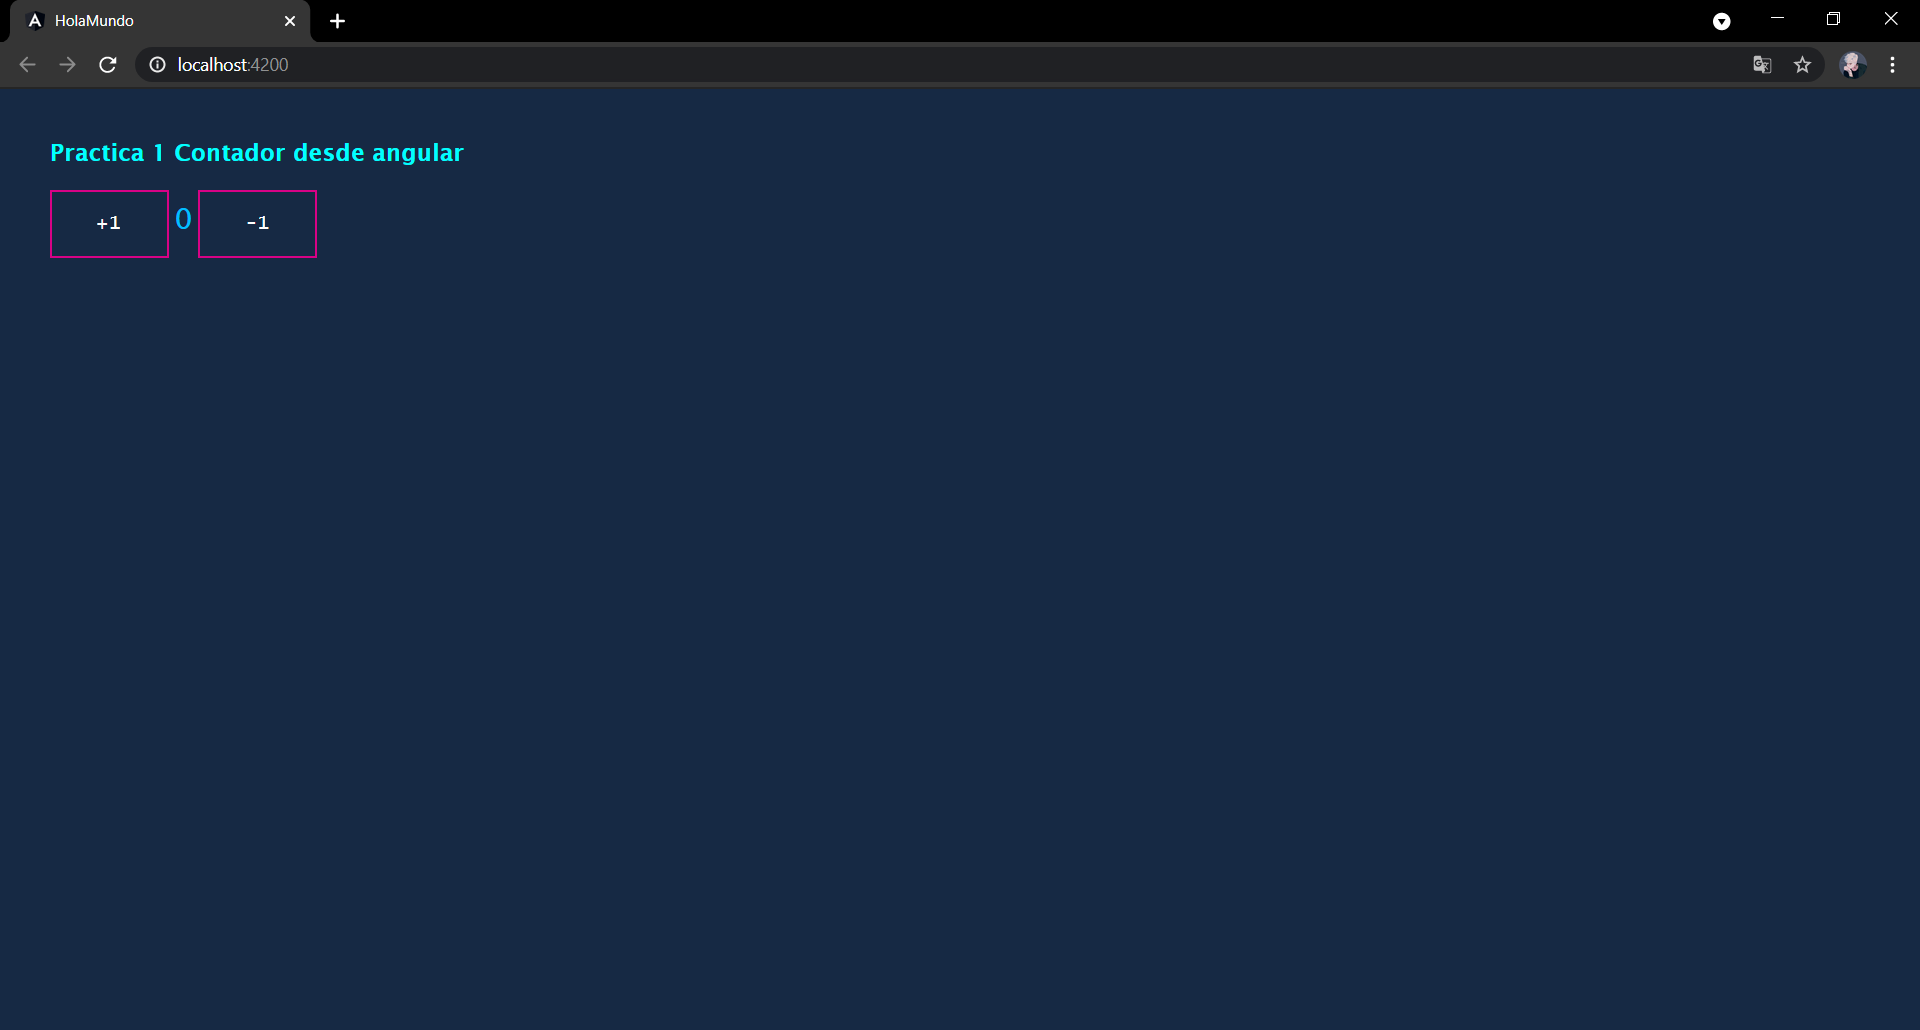 HolaMundo
localhost:4200
Practica 1 Contador desde angular
+1 0 -1